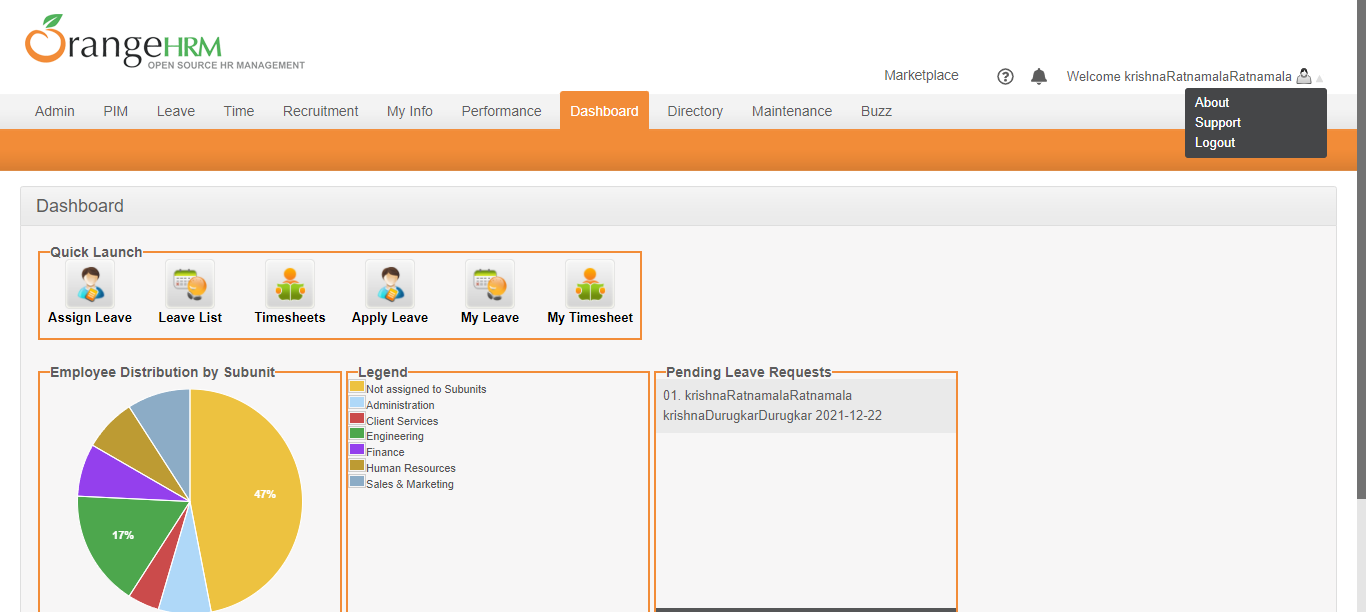 OrangeHRM
OPEN SOURCE HR MANAGEMENT
Marketplace
Welcome krishnaRatnamalaRatnamala
About
Support
Logout
Admin PIM Leave Time Recruitment My Info Performance Dashboard Directory Maintenance Buzz
Dashboard
Quick Launch
Assign Leave Leave List Timesheets Apply Leave My Leave My Timesheet
Employee Distribution by Subunit
47%
17%
Legend
Not assigned to Subunits
Administration
Client Services
Engineering
Finance
Human Resources
Sales & Marketing
Pending Leave Requests
01. krishnaRatnamalaRatnamala
krishnaDurugkarDurugkar 2021-12-22